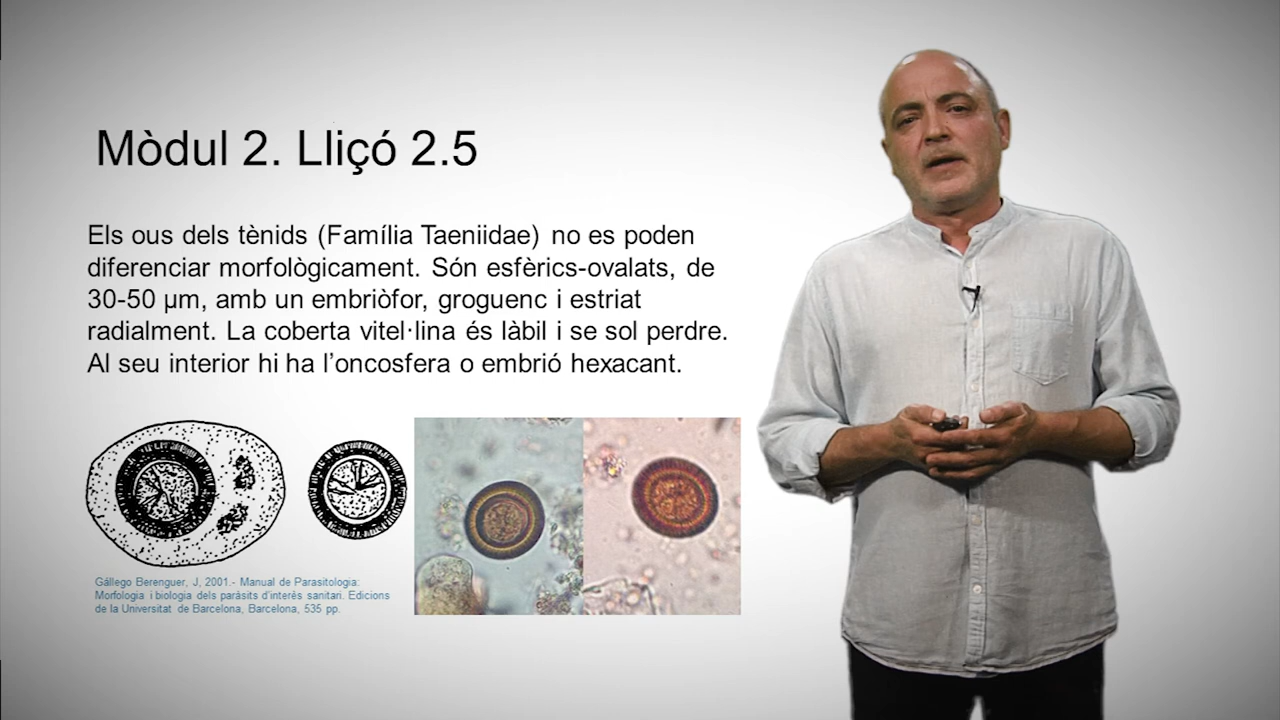 Mòdul 2. Lliçó 2.5
Els ous dels tènids (Família Taeniidae) no es poden
diferenciar morfològicament. Són esfèrics-ovalats, de
30-50 µm, amb un embriòfor, groguenc i estriat
radialment. La coberta vitel·lina és làbil i se sol perdre.
Al seu interior hi ha l’oncosfera o embrió hexacant.
Gállego Berenguer, J, 2001.- Manual de Parasitologia:
Morfologia i biologia dels paràsits d'interès sanitari. Edicions
de la Universitat de Barcelona, Barcelona, 535 pp.